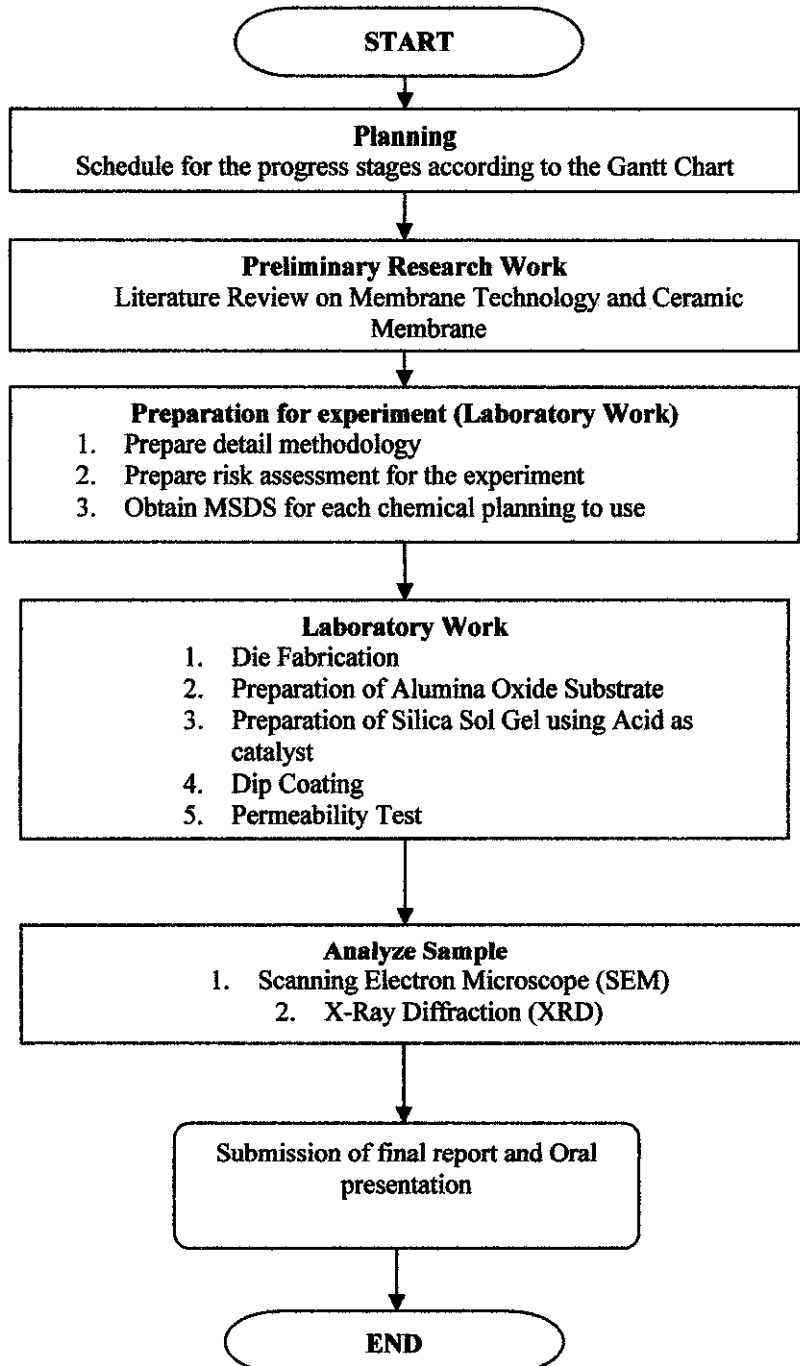 START
Planning
Schedule for the progress stages according to the Gantt Chart
Preliminary Research Work
Literature Review on Membrane Technology and Ceramic
Membrane
Preparation for experiment (Laboratory Work)
1. Prepare detail methodology
2. Prepare risk assessment for the experiment
3. Obtain MSDS for each chemical planning to use
Laboratory Work
1. Die Fabrication
2. Preparation of Alumina Oxide Substrate
3. Preparation of Silica Sol Gel using Acid as
catalyst
4. Dip Coating
5. Permeability Test
Analyze Sample
1. Scanning Electron Microscope (SEM)
2. X-Ray Diffraction (XRD)
Submission of final report and Oral
presentation
END